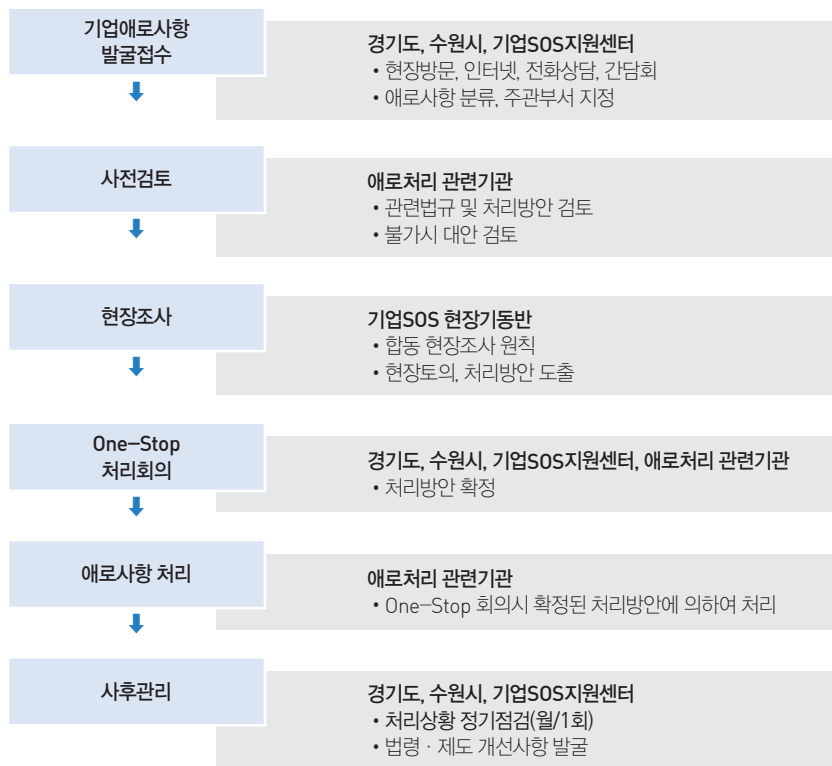 기업애로사항
발굴접수
경기도, 수원시, 기업SOS지원센터
• 현장방문, 인터넷, 전화상담, 간담회
• 애로사항 분류, 주관부서 지정
사전검토
애로처리 관련기관
• 관련법규 및 처리방안 검토
• 불가시 대안 검토
현장조사
기업SOS 현장기동반
• 합동 현장조사 원칙
• 현장토의, 처리방안 도출
One-Stop
처리회의
경기도, 수원시, 기업SOS지원센터, 애로처리 관련기관
• 처리방안 확정
애로사항 처리
애로처리 관련기관
• One-Stop 회의시 확정된 처리방안에 의하여 처리
사후관리
경기도, 수원시, 기업SOS지원센터
• 처리상황 정기점검(월/1회)
• 법령 · 제도 개선사항 발굴